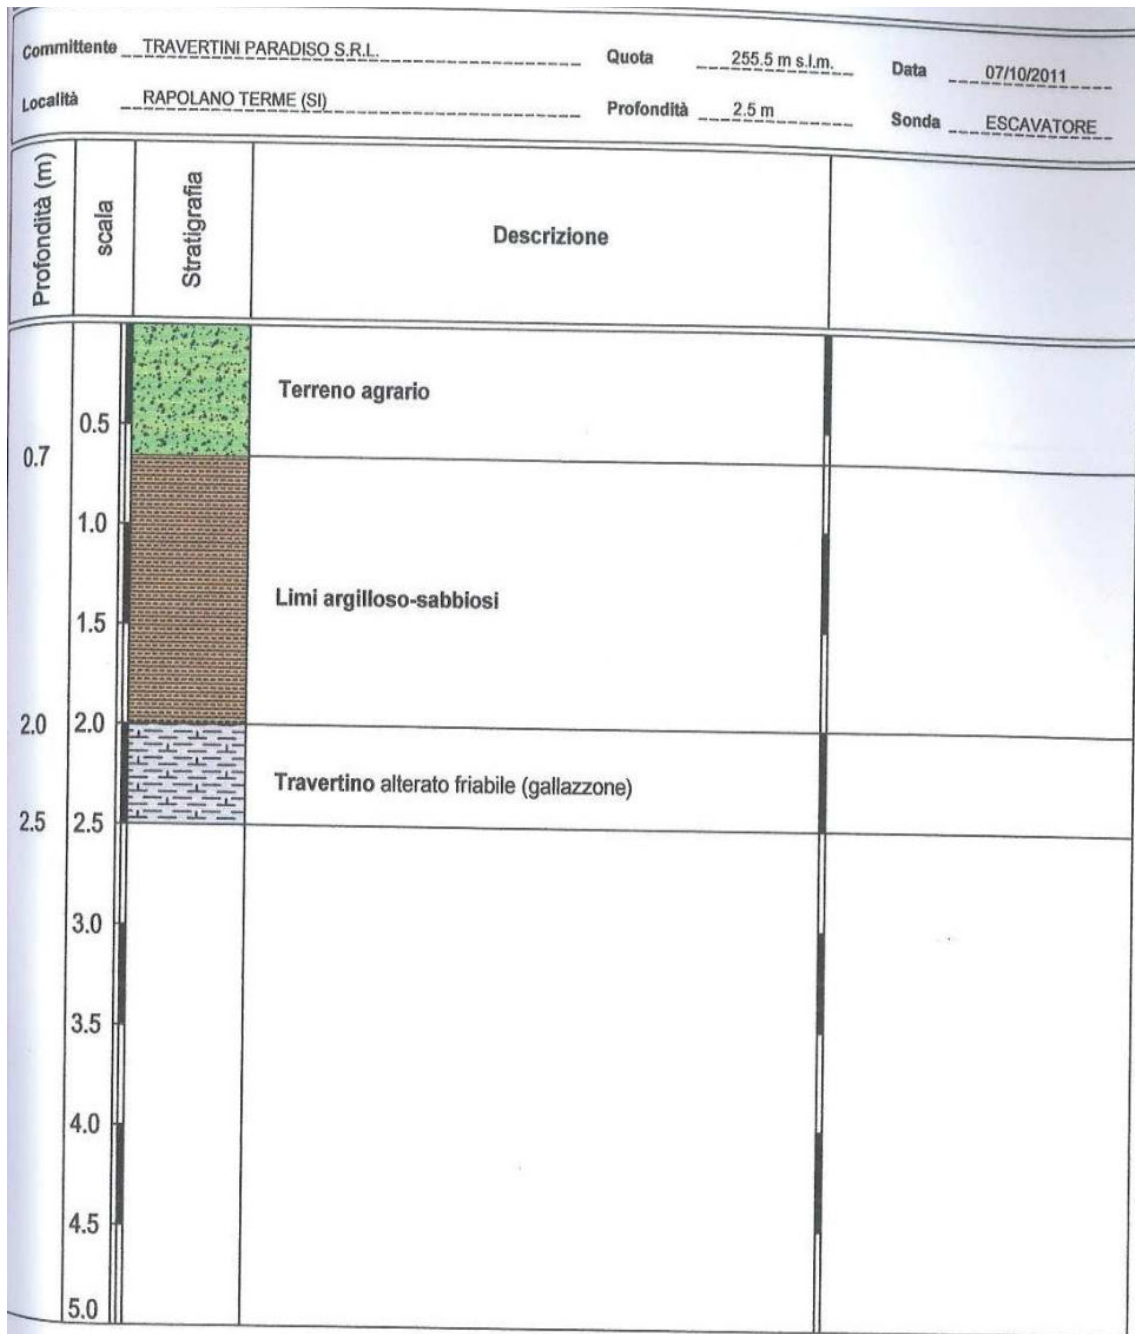 Committente TRAVERTINI PARADISO S.R.L. Quota 255.5 m s.l.m. Data 07/10/2011
Località RAPOLANO TERME (SI) Profondità 2.5 m Sonda ESCAVATORE
Profondità (m) scala Stratigrafia Descrizione
Terreno agrario
0.5
0.7
1.0
Limi argilloso-sabbiosi
1.5
2.0 2.0
Travertino alterato friabile (gallazzone)
2.5 2.5
3.0
3.5
4.0
4.5
5.0